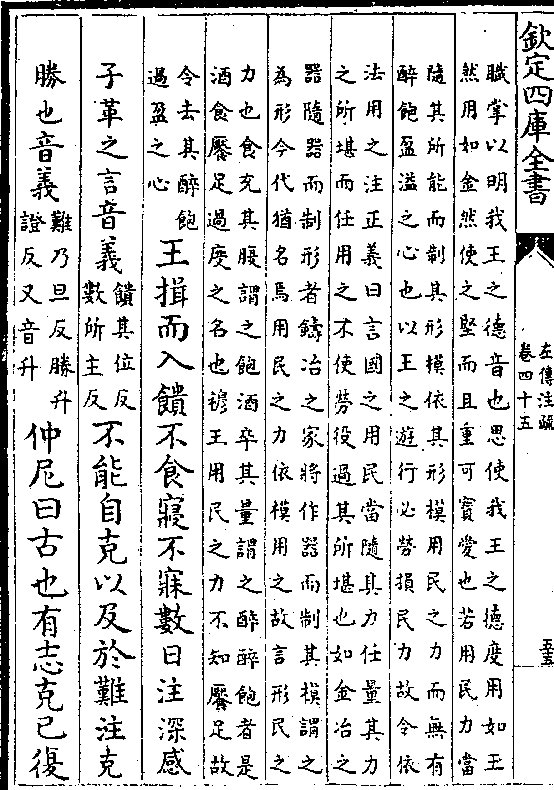 欽定四庫全書
左傳注疏
卷四十五
職掌以明我王之德音也思使我王之德度用如玉
然用如金然使之堅而且重可寶愛也若用民力當
隨其所能而制其形模依其形模用民之力而無有
醉飽盈溢之心也以王之遊行必勞損民力故令依
法用之注正義曰言國之用民當隨其力任量其力
之所堪而任用之不使勞役過其所堪也如金冶之
器隨器而制形者鑄冶之家將作器而制其模謂之
為形今代猶名焉用民之力依模用之故言形民之
力也食充其腹謂之飽酒卒其量謂之酔醉飽者是
酒食饜足過度之名也穆王用民之力不知饜足故
令去其醉飽
過盈之心
王揖而入饋不食寢不寐數日注深感
子革之言音義
饋其位反
數所主反
不能自克以及於難注克
勝也音義
難乃旦反勝升
證反又音升
仲尼曰古也有志克已復